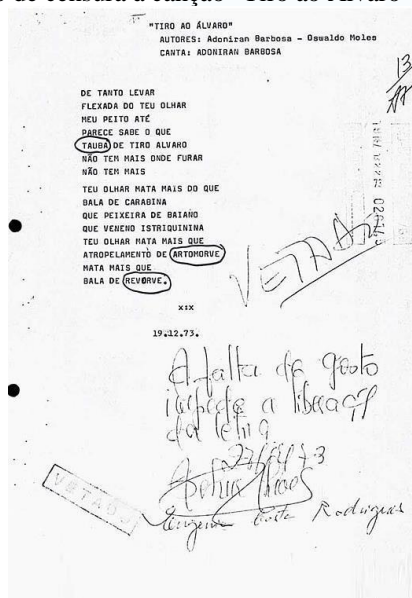 de censura a canção "Tiro ao Álvaro"
"TIRO AO ÁLVARO"
AUTORES: Adoniran Barbosa - Oswaldo Moles
CANTA: ADONIRAN BARBOSA
13
DE TANTO LEVAR
FLEXADA DO TEU OLHAR
MEU PEITO ATÉ
PARECE SABE O QUE
TAUBA DE TIRO ALVARO
NÃO TEM MAIS ONDE FURAR
NÃO TEM MAIS
TEU OLHAR MATA MAIS DO QUE
BALA DE CARABINA
QUE PEIXEIRA DE BAIANO
QUE VENENO ISTRIQUININA
TEU OLHAR MATA MAIS QUE
ATROPELAMENTO DE ARTOMORVE
MATA MAIS QUE
BALA DE REVORVE.
VETADA
xix
19.12.73.
A falta de gosto
impede a liberação
da letra
VETADO
Eugenia Costa Rodrigues